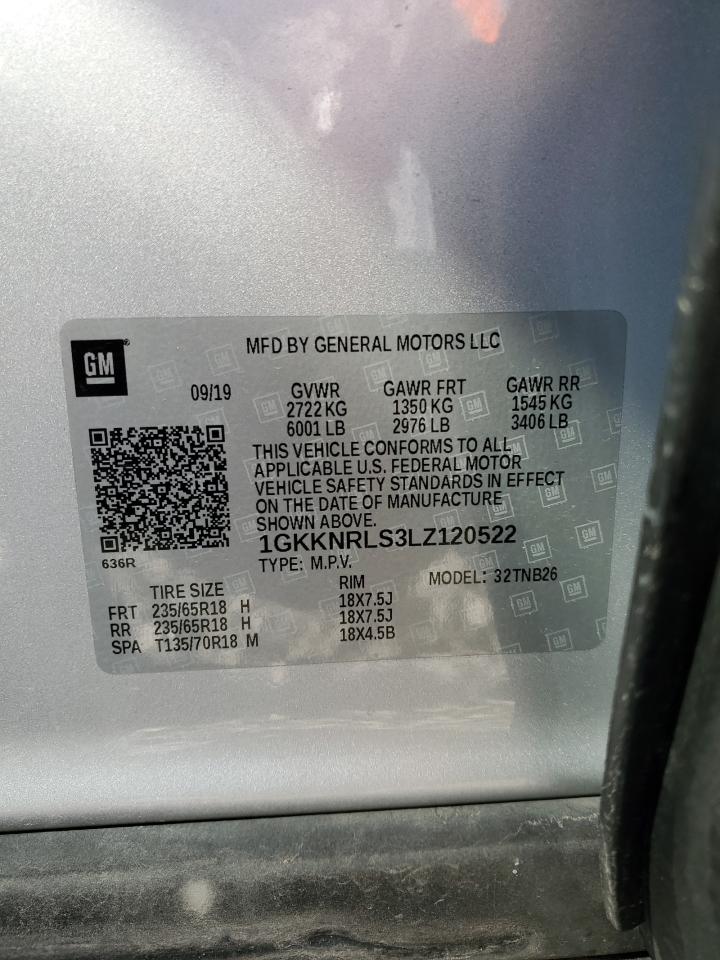 GM
MFD BY GENERAL MOTORS LLC
09/19 GVWR GAWR FRT GAWR RR
2722 KG 1350 KG 1545 KG
6001 LB 2976 LB 3406 LB
THIS VEHICLE CONFORMS TO ALL
APPLICABLE U.S. FEDERAL MOTOR
VEHICLE SAFETY STANDARDS IN EFFECT
ON THE DATE OF MANUFACTURE
SHOWN ABOVE.
1GKKNRLS3LZ120522
636R
TYPE: M.P.V. MODEL: 32TNB26
TIRE SIZE RIM
FRT 235/65R18 H 18X7.5J
RR 235/65R18 H 18X7.5J
SPA T135/70R18 M 18X4.5B